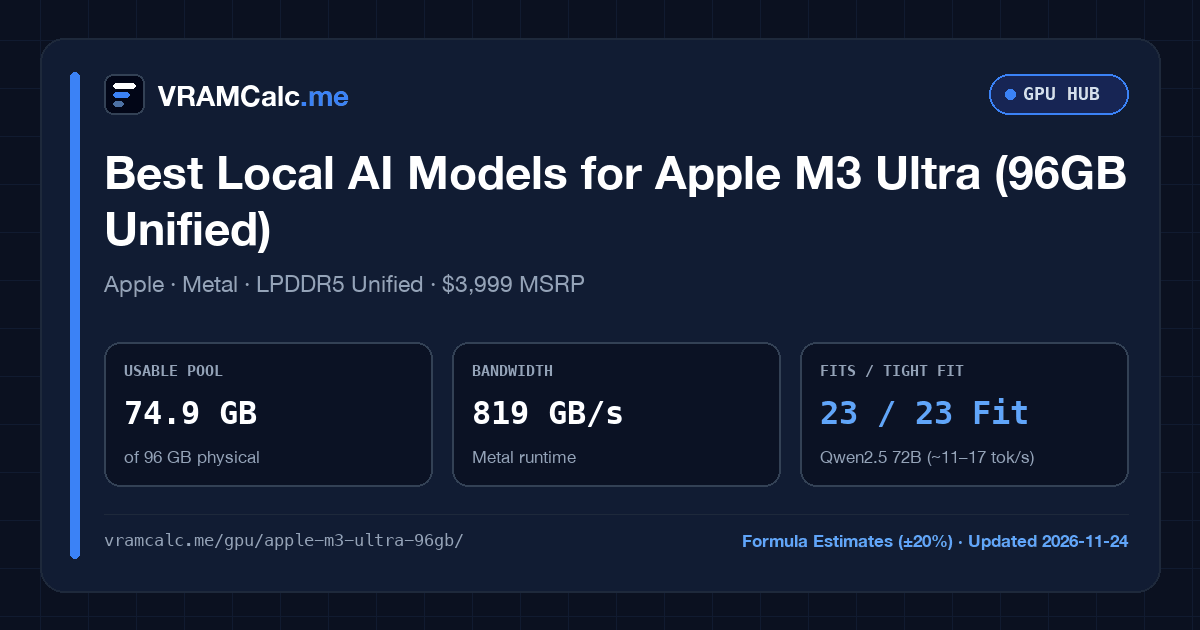 VRAMCalc.me
GPU HUB
Best Local AI Models for Apple M3 Ultra (96GB
Unified)
Apple · Metal · LPDDR5 Unified · $3,999 MSRP
USABLE POOL
74.9 GB
of 96 GB physical
BANDWIDTH
819 GB/s
Metal runtime
FITS / TIGHT FIT
23 / 23 Fit
Qwen2.5 72B (~11–17 tok/s)
vramcalc.me/gpu/apple-m3-ultra-96gb/
Formula Estimates (±20%) · Updated 2026-11-24